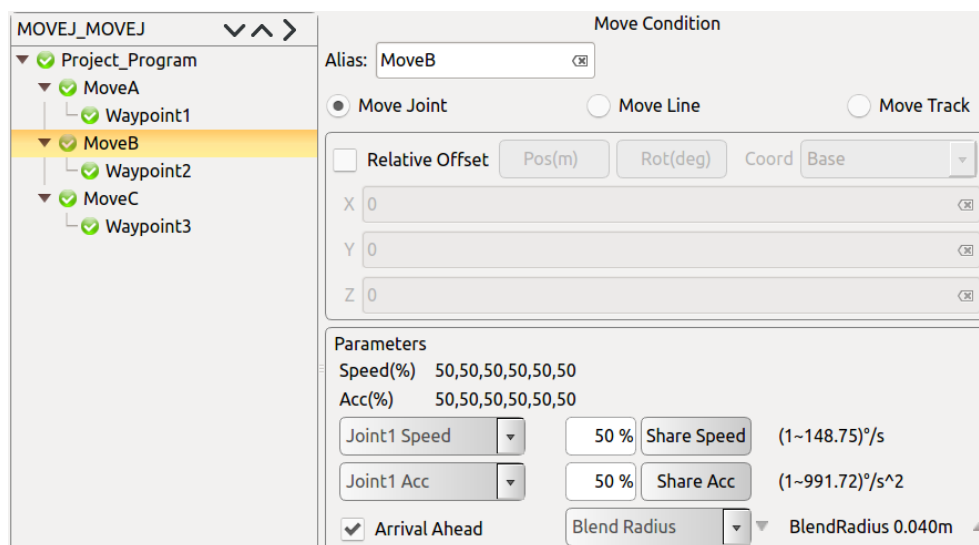 MOVEJ_MOVEJ
Project_Program
MoveA
Waypoint1
MoveB
Waypoint2
MoveC
Waypoint3
Move Condition
Alias: MoveB
Move Joint Move Line Move Track
Relative Offset Pos(m) Rot(deg) Coord Base
X 0
Y 0
Z 0
Parameters
Speed(%) 50,50,50,50,50,50
Acc(%) 50,50,50,50,50,50
Joint1 Speed 50 % Share Speed (1~148.75)°/s
Joint1 Acc 50 % Share Acc (1~991.72)°/s^2
Arrival Ahead Blend Radius BlendRadius 0.040m